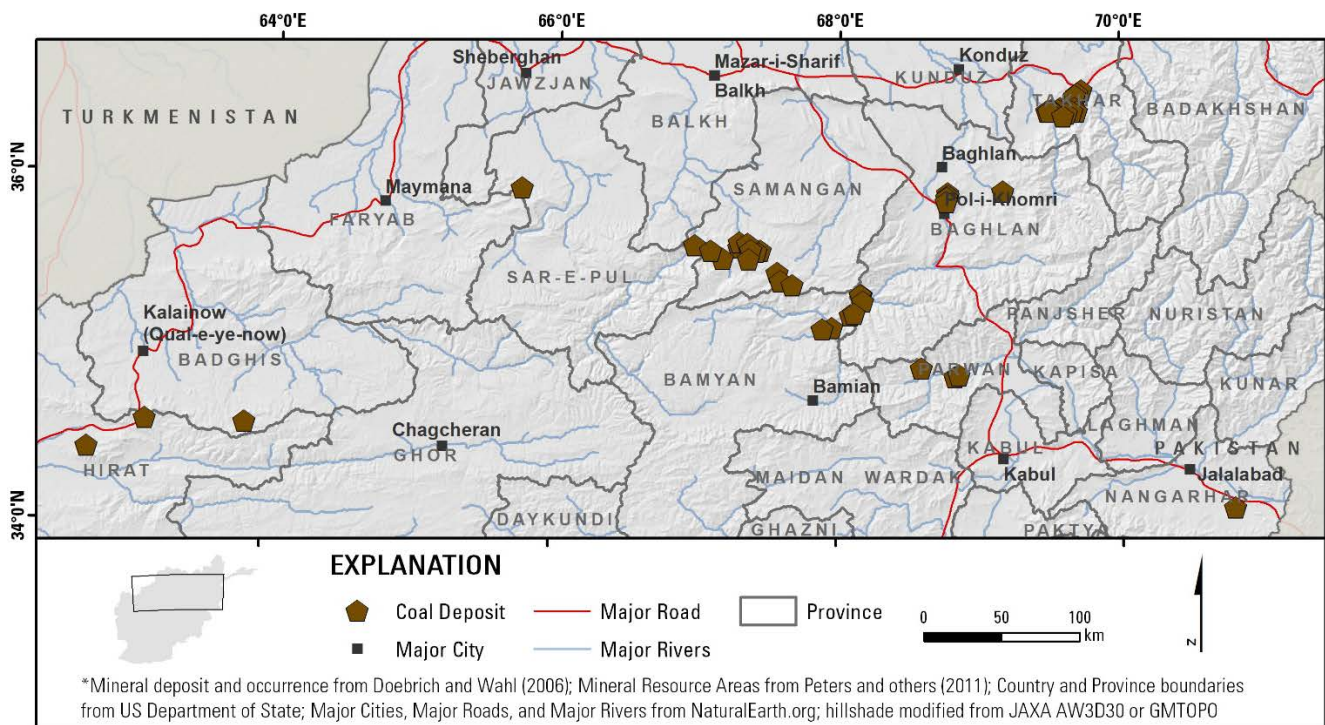 64°0'E
66°0'E
68°0'E
70°0'E
36°0'N
34°0'N
TURKMENISTAN
Sheberghan
JAWZJAN
Mazar-i-Sharif
Balkh
Konduz
KUNDUZ
TAKHAR
BADAKHSHAN
BALKH
Baghlan
Maymana
FARYAB
SAMANGAN
Pol-i-Khomri
BAGHLAN
SAR-E-PUL
Kalainow
(Qual-e-ye-now)
BADGHIS
PANJSHER
NURISTAN
BAMYAN
Bamian
PARWAN
KAPISA
KUNAR
Chagcheran
GHOR
HIRAT
LAGHMAN
PAKISTAN
KABUL
Kabul
MAIDAN WARDAK
Jalalabad
NANGARHAR
DAYKUNDI
GHAZNI
PAKTYA
EXPLANATION
Coal Deposit
Major Road
Province
Major City
Major Rivers
0 50 100
km
N
*Mineral deposit and occurrence from Doebrich and Wahl (2006); Mineral Resource Areas from Peters and others (2011); Country and Province boundaries
from US Department of State; Major Cities, Major Roads, and Major Rivers from NaturalEarth.org; hillshade modified from JAXA AW3D30 or GMTOPO